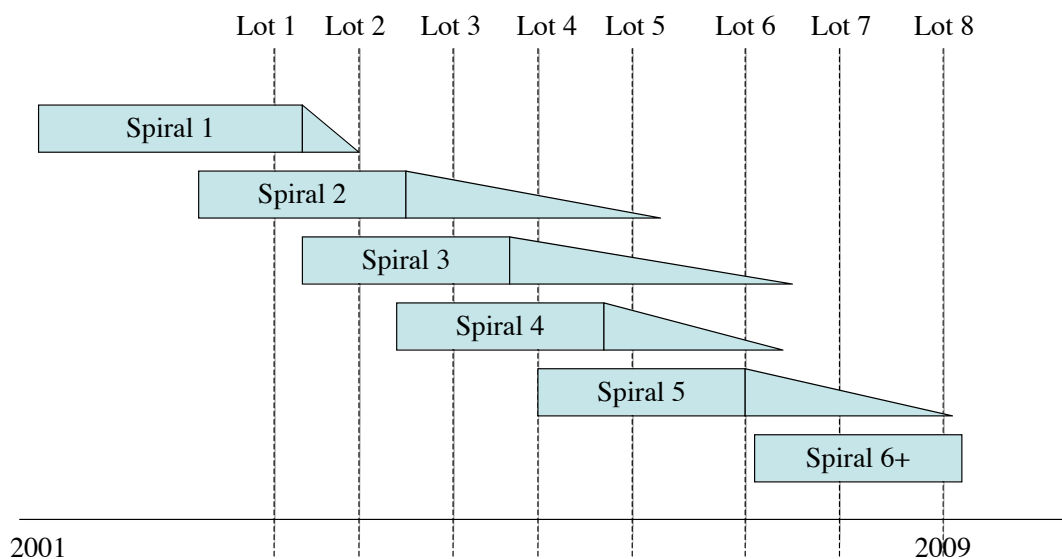 Lot 1 Lot 2 Lot 3 Lot 4 Lot 5 Lot 6 Lot 7 Lot 8
Spiral 1
Spiral 2
Spiral 3
Spiral 4
Spiral 5
Spiral 6+
2001 2009